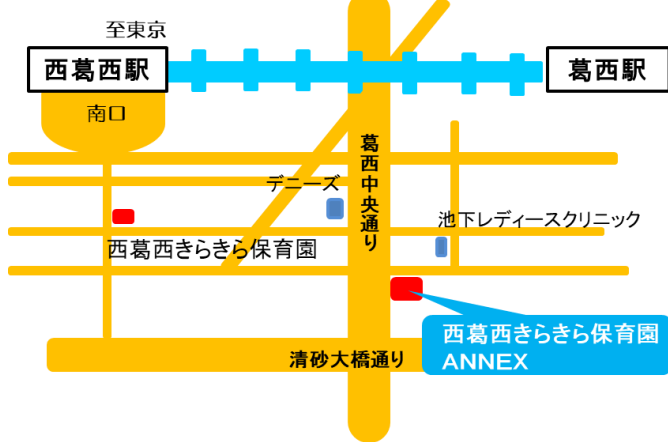 至東京
西葛西駅
葛西駅
南口
葛西中央通り
デニーズ
池下レディースクリニック
西葛西きらきら保育園
西葛西きらきら保育園
ANNEX
清砂大橋通り